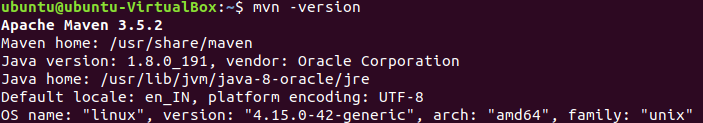 ubuntu@ubuntu-VirtualBox:~$ mvn -version
Apache Maven 3.5.2
Maven home: /usr/share/maven
Java version: 1.8.0_191, vendor: Oracle Corporation
Java home: /usr/lib/jvm/java-8-oracle/jre
Default locale: en_IN, platform encoding: UTF-8
OS name: "linux", version: "4.15.0-42-generic", arch: "amd64", family: "unix"